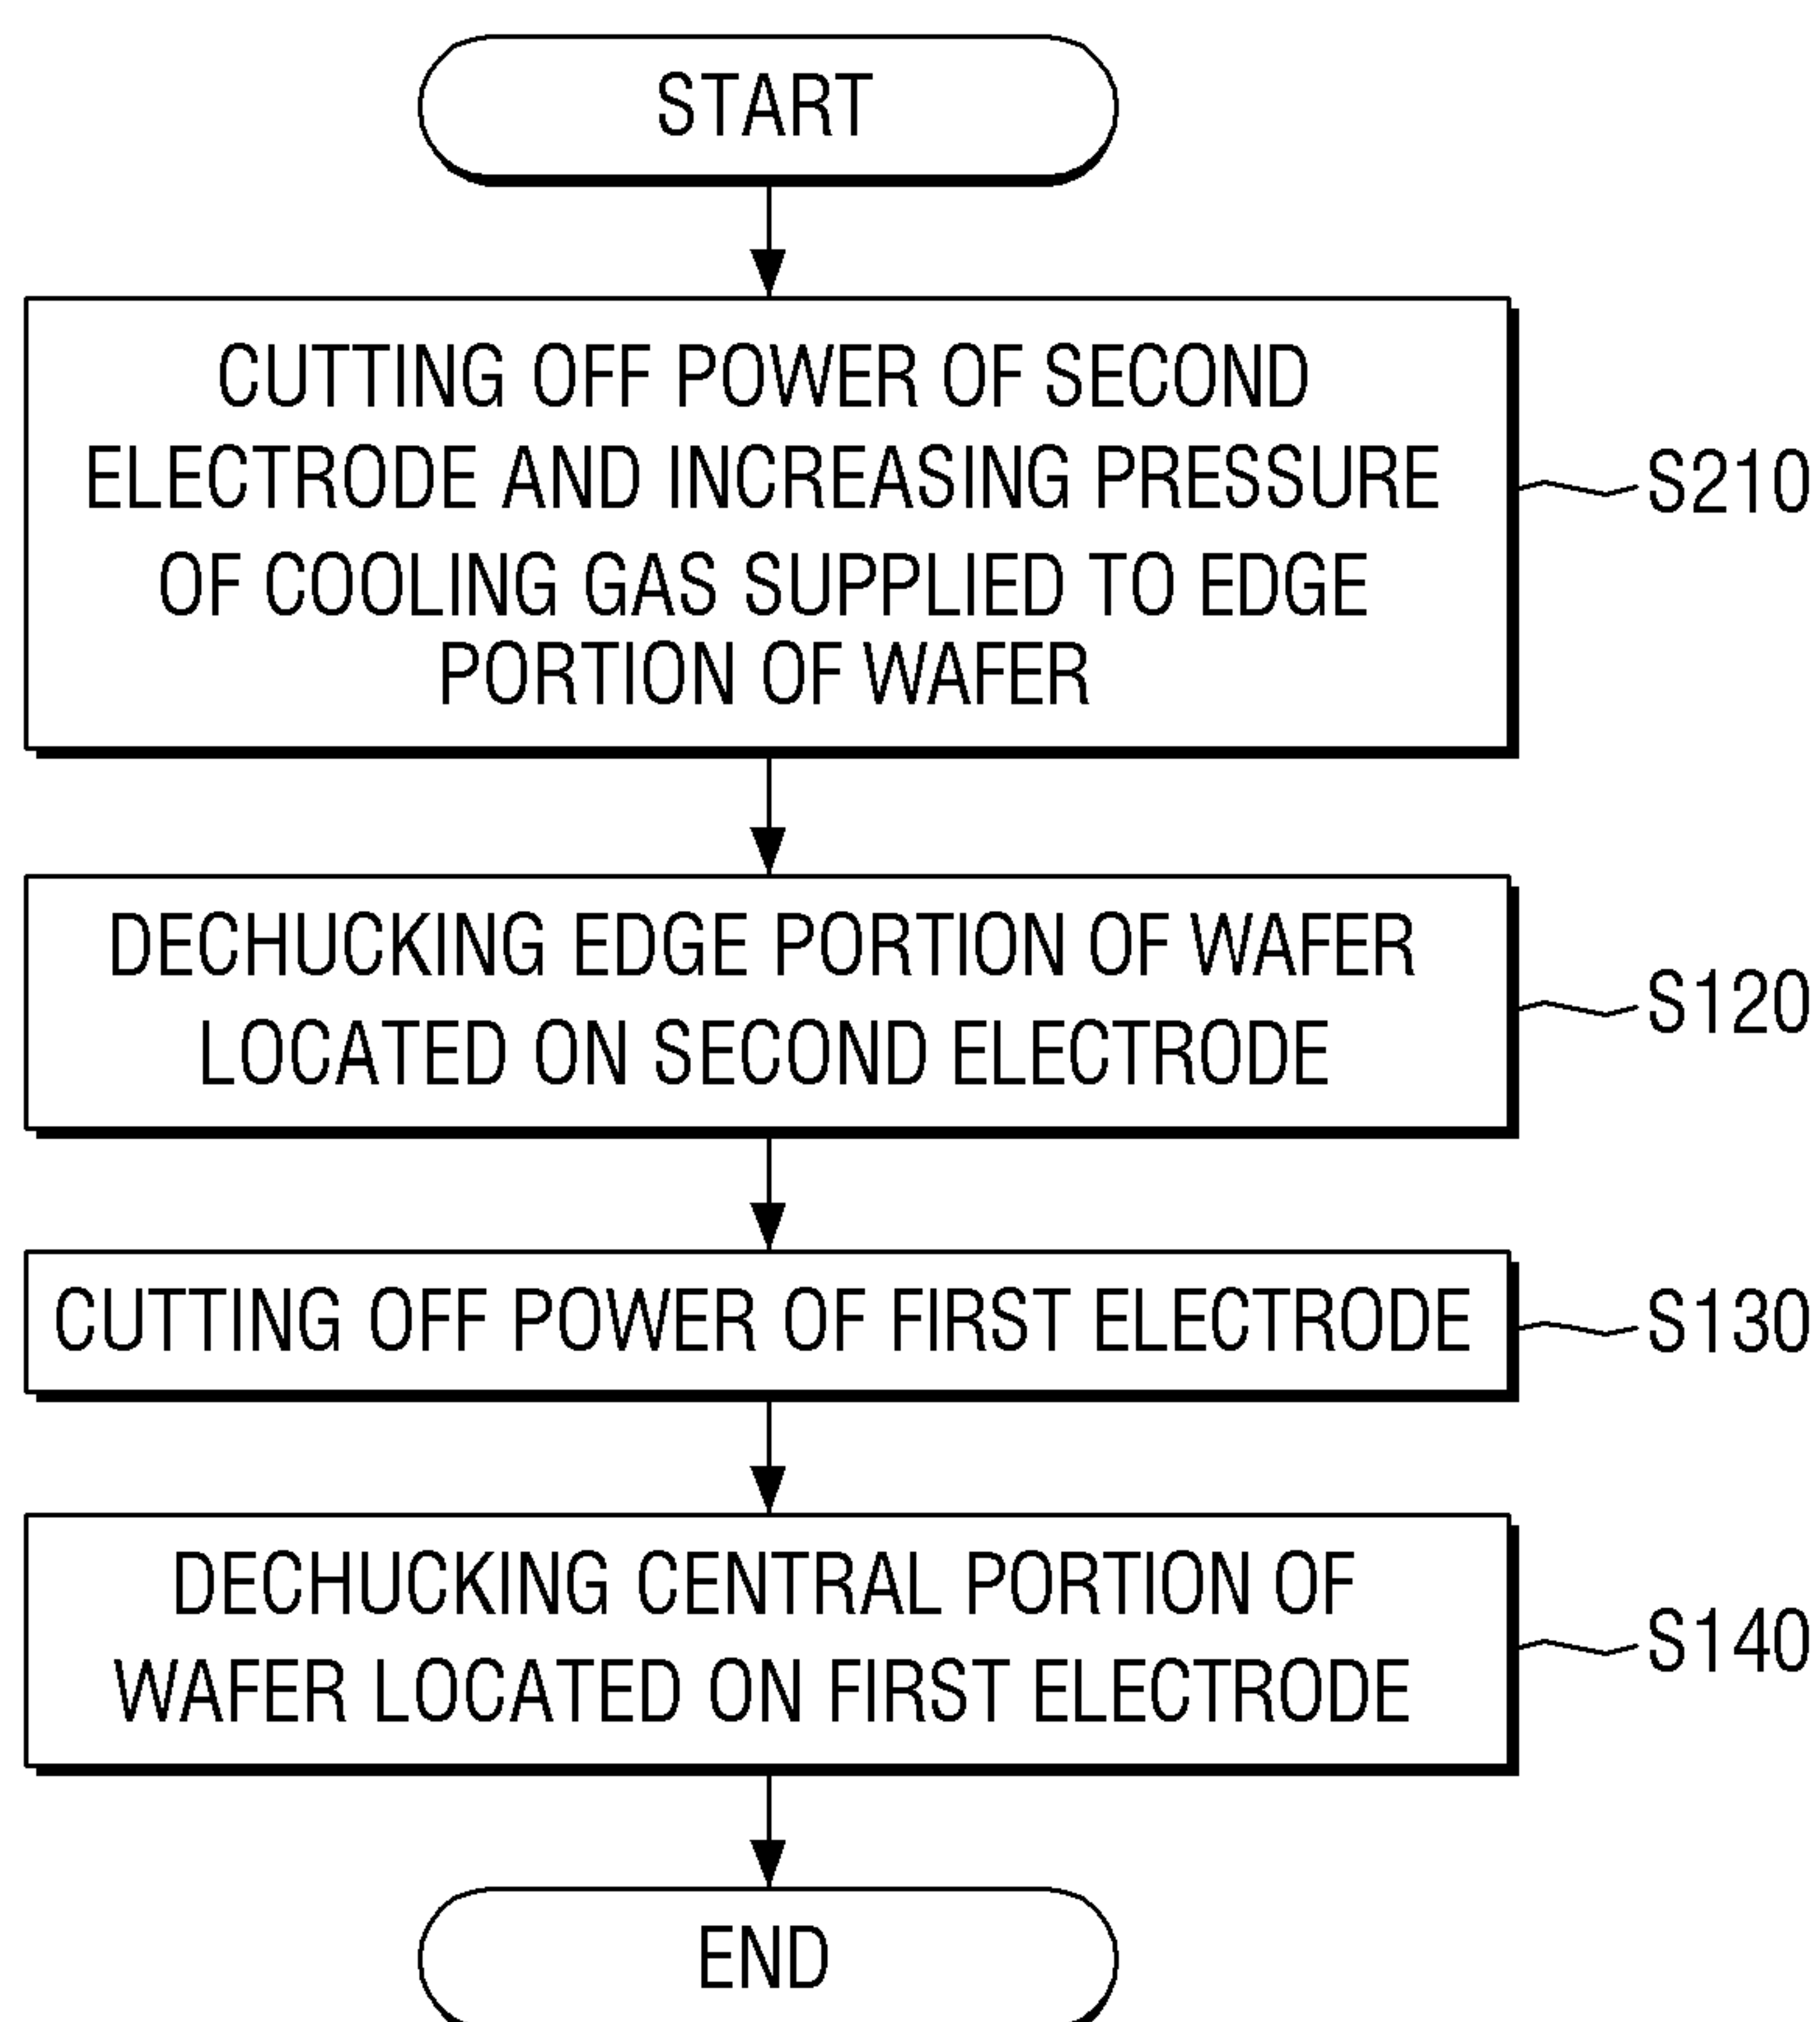 START
CUTTING OFF POWER OF SECOND
ELECTRODE AND INCREASING PRESSURE
OF COOLING GAS SUPPLIED TO EDGE
PORTION OF WAFER
S210
DECHUCKING EDGE PORTION OF WAFER
LOCATED ON SECOND ELECTRODE
S120
CUTTING OFF POWER OF FIRST ELECTRODE
S130
DECHUCKING CENTRAL PORTION OF
WAFER LOCATED ON FIRST ELECTRODE
S140
END